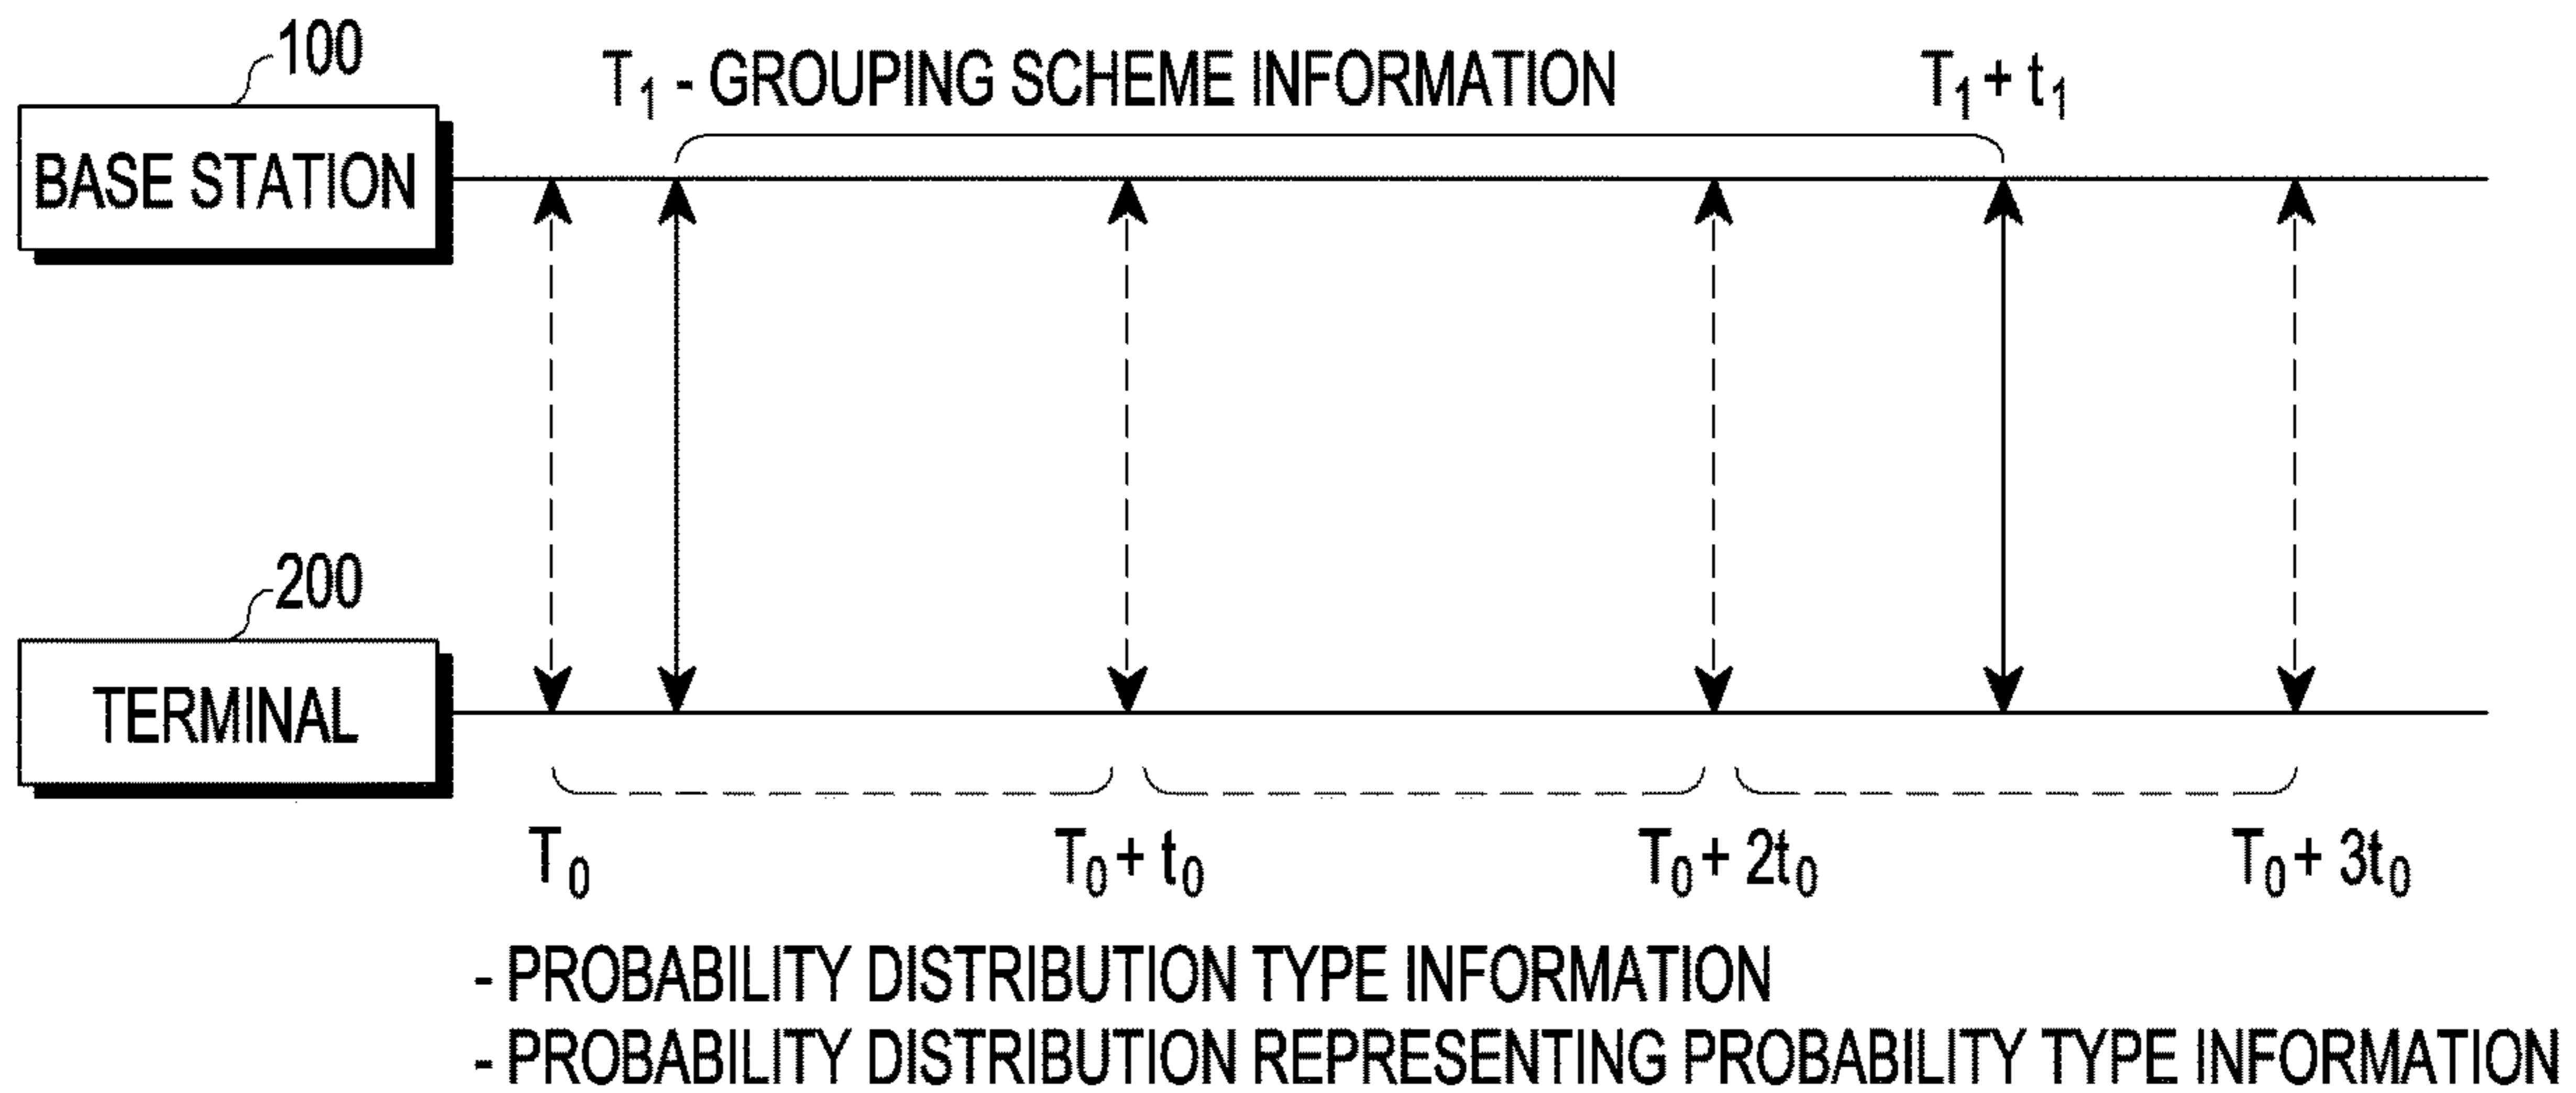 100
T1 - GROUPING SCHEME INFORMATION
T1 + t1
BASE STATION
200
TERMINAL
T0
T0 + t0
T0 + 2t0
T0 + 3t0
- PROBABILITY DISTRIBUTION TYPE INFORMATION
- PROBABILITY DISTRIBUTION REPRESENTING PROBABILITY TYPE INFORMATION